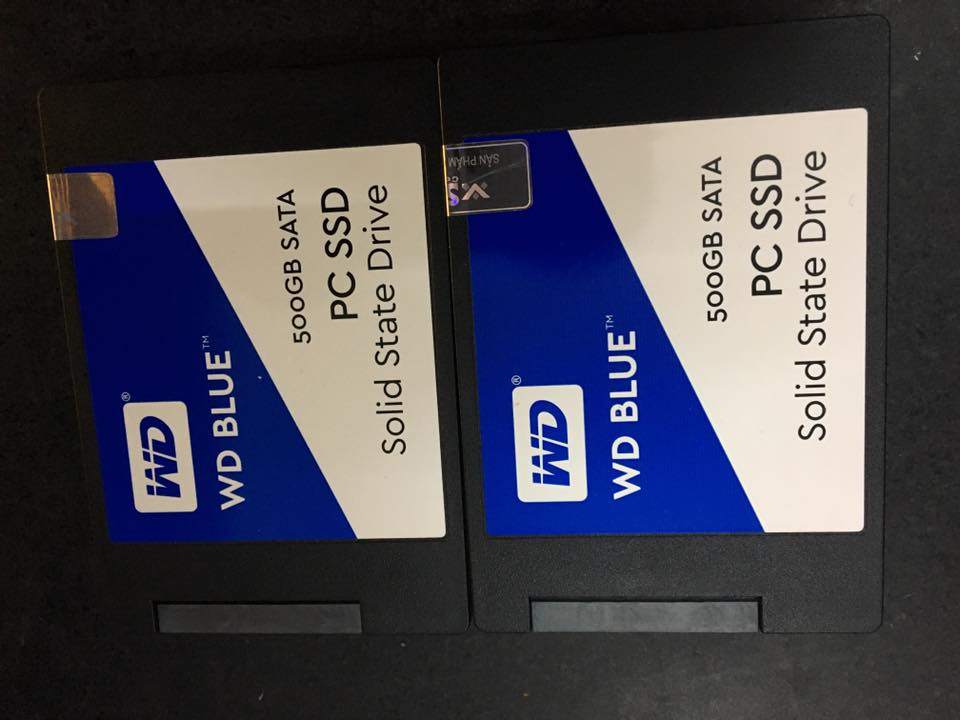 WD®
WD BLUE™
500GB SATA
PC SSD
Solid State Drive
SẢN PHẨM
WD®
WD BLUE™
500GB SATA
PC SSD
Solid State Drive